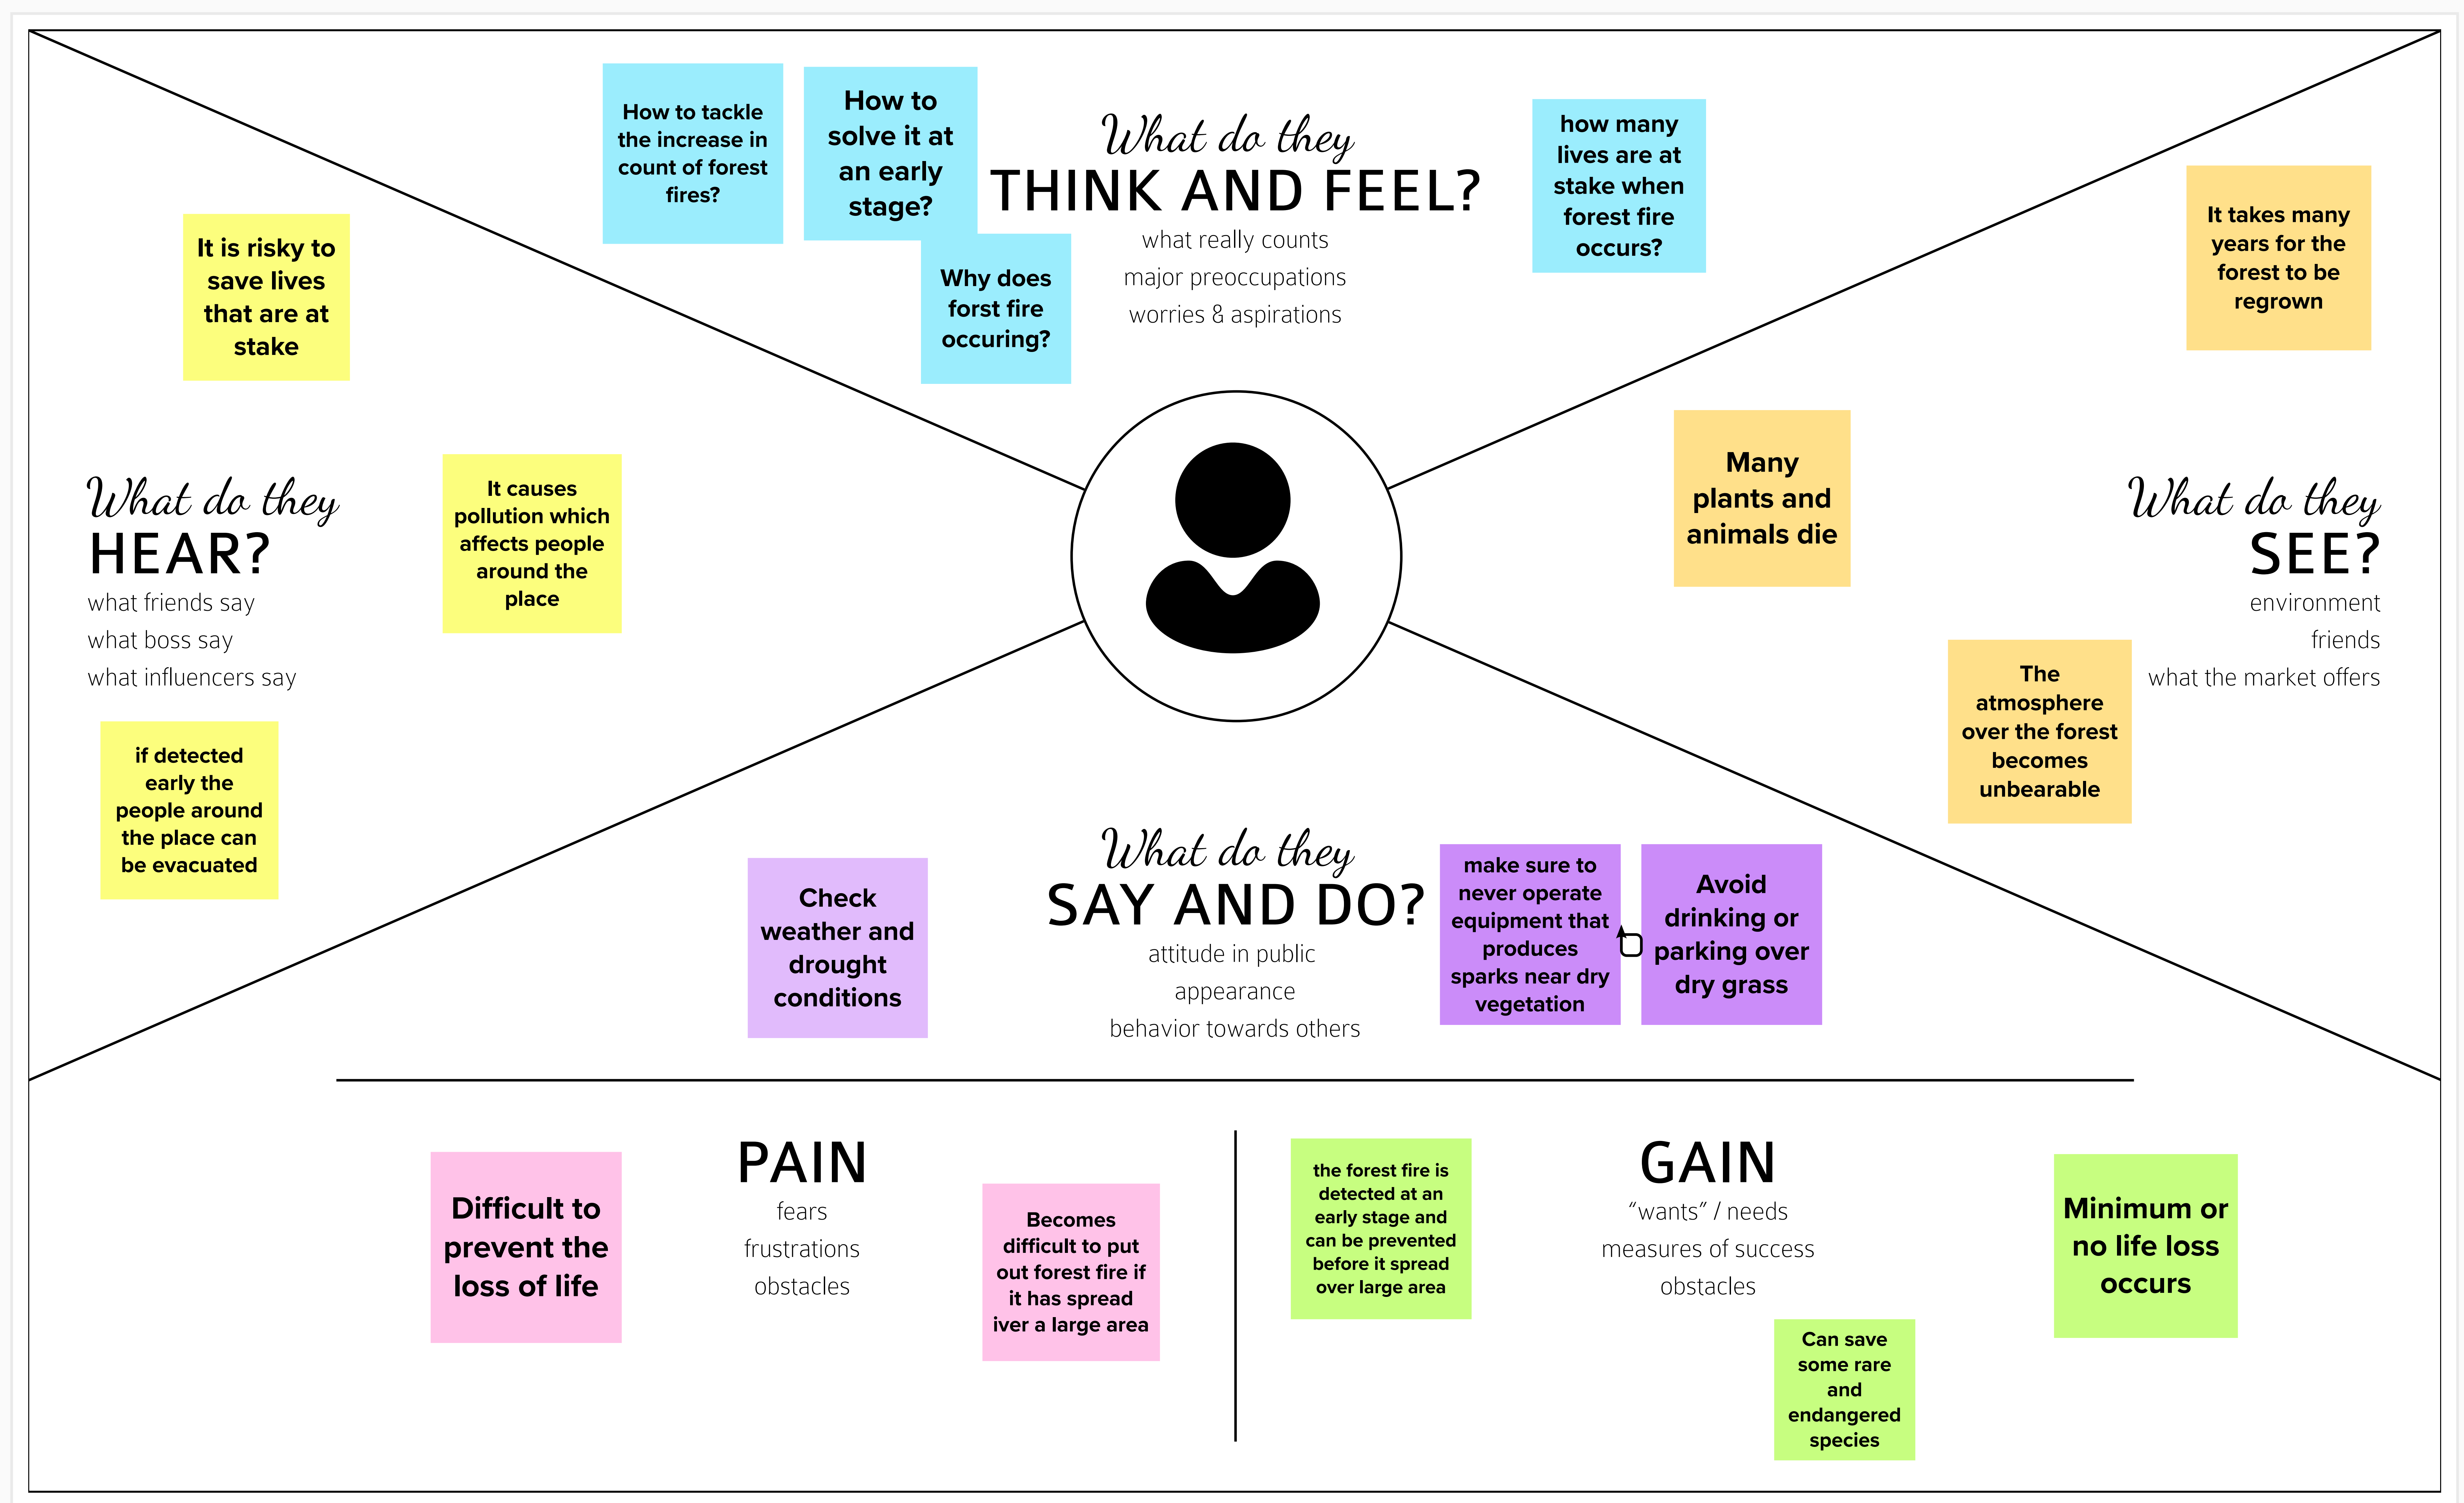 How to tackle
the increase in
count of forest
fires?
How to
solve it at
an early
stage?
Why does
forst fire
occuring?
What do they
THINK AND FEEL?
what really counts
major preoccupations
worries & aspirations
how many
lives are at
stake when
forest fire
occurs?
It is risky to
save lives
that are at
stake
It causes
pollution which
affects people
around the
place
What do they
HEAR?
what friends say
what boss say
what influencers say
if detected
early the
people around
the place can
be evacuated
It takes many
years for the
forest to be
regrown
Many
plants and
animals die
What do they
SEE?
environment
friends
what the market offers
The
atmosphere
over the forest
becomes
unbearable
Check
weather and
drought
conditions
What do they
SAY AND DO?
attitude in public
appearance
behavior towards others
make sure to
never operate
equipment that
produces
sparks near dry
vegetation
Avoid
drinking or
parking over
dry grass
Difficult to
prevent the
loss of life
PAIN
fears
frustrations
obstacles
Becomes
difficult to put
out forest fire if
it has spread
iver a large area
the forest fire is
detected at an
early stage and
can be prevented
before it spread
over large area
GAIN
“wants” / needs
measures of success
obstacles
Can save
some rare
and
endangered
species
Minimum or
no life loss
occurs